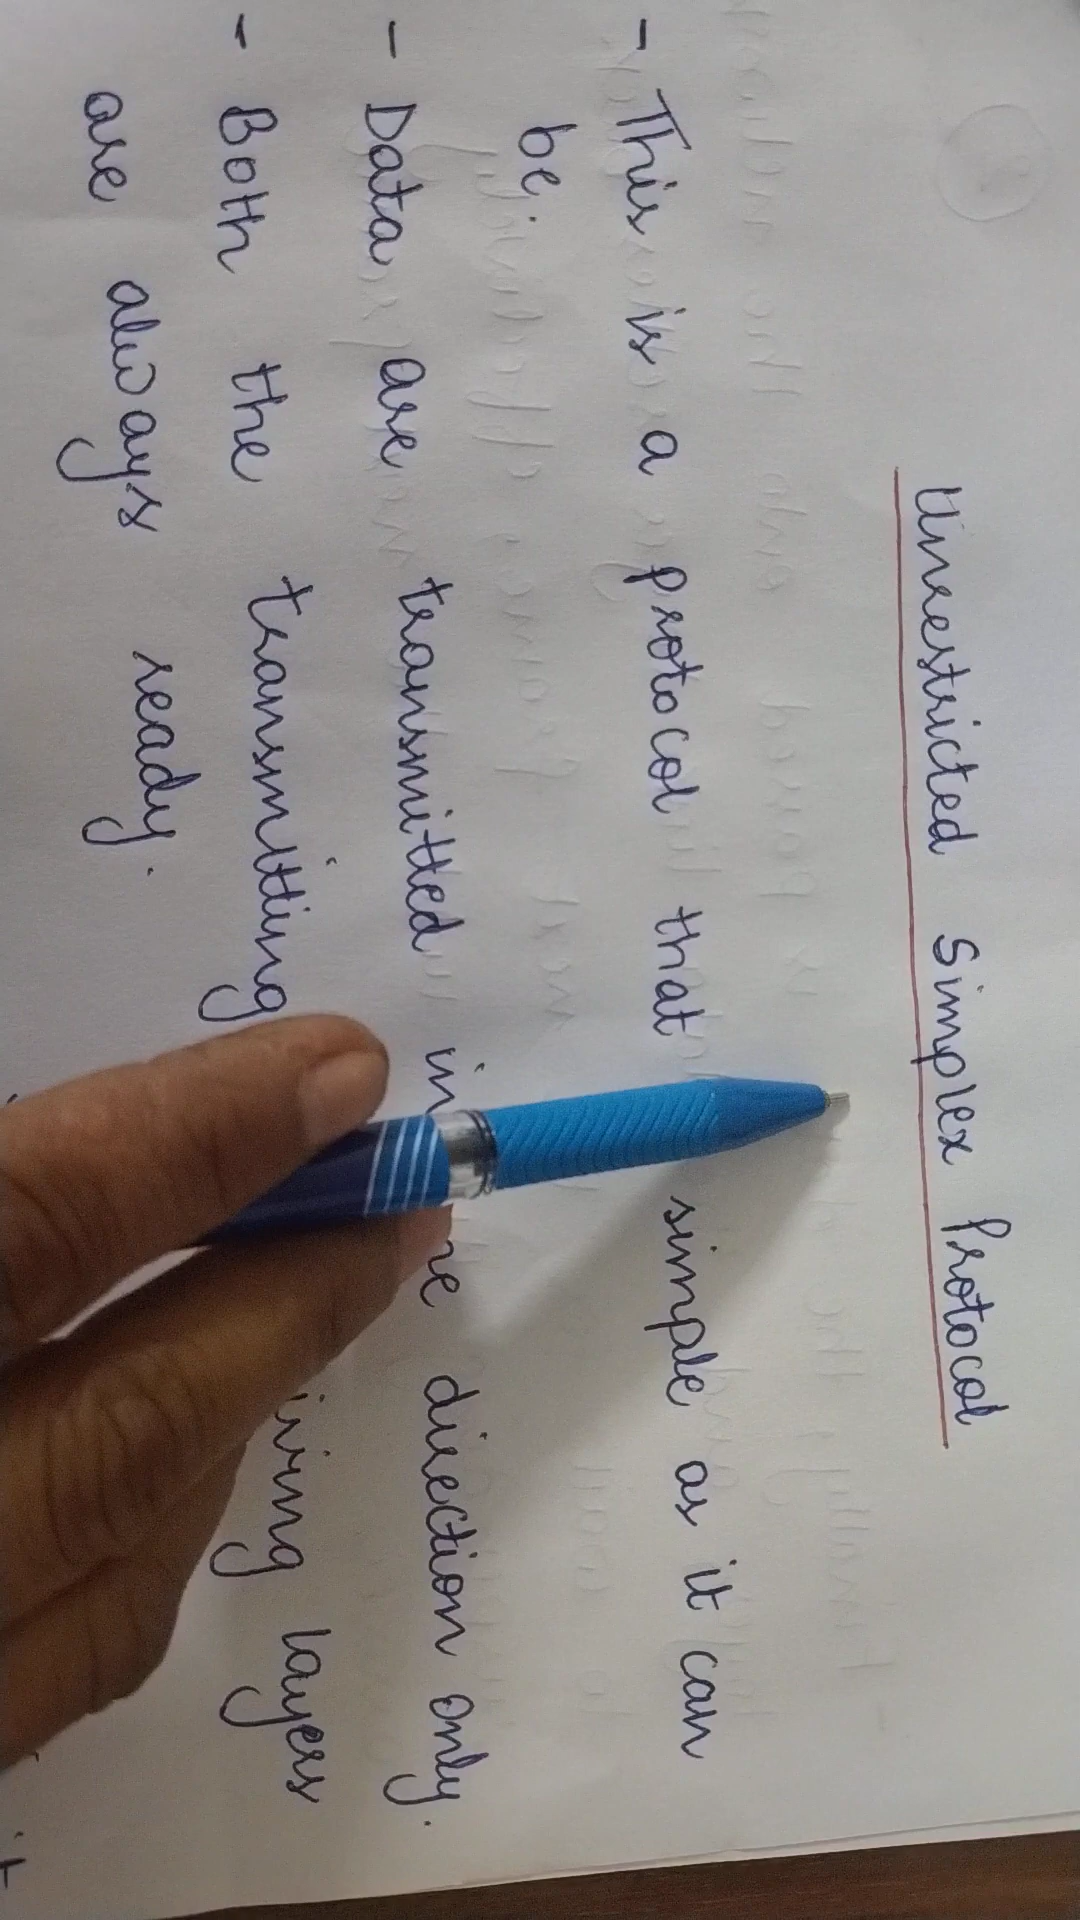 Unrestricted Simplex Protocol
- This is a protocol that simple as it can
be.
- Data are transmitted in direction only.
- Both the transmitting layers
are always ready.